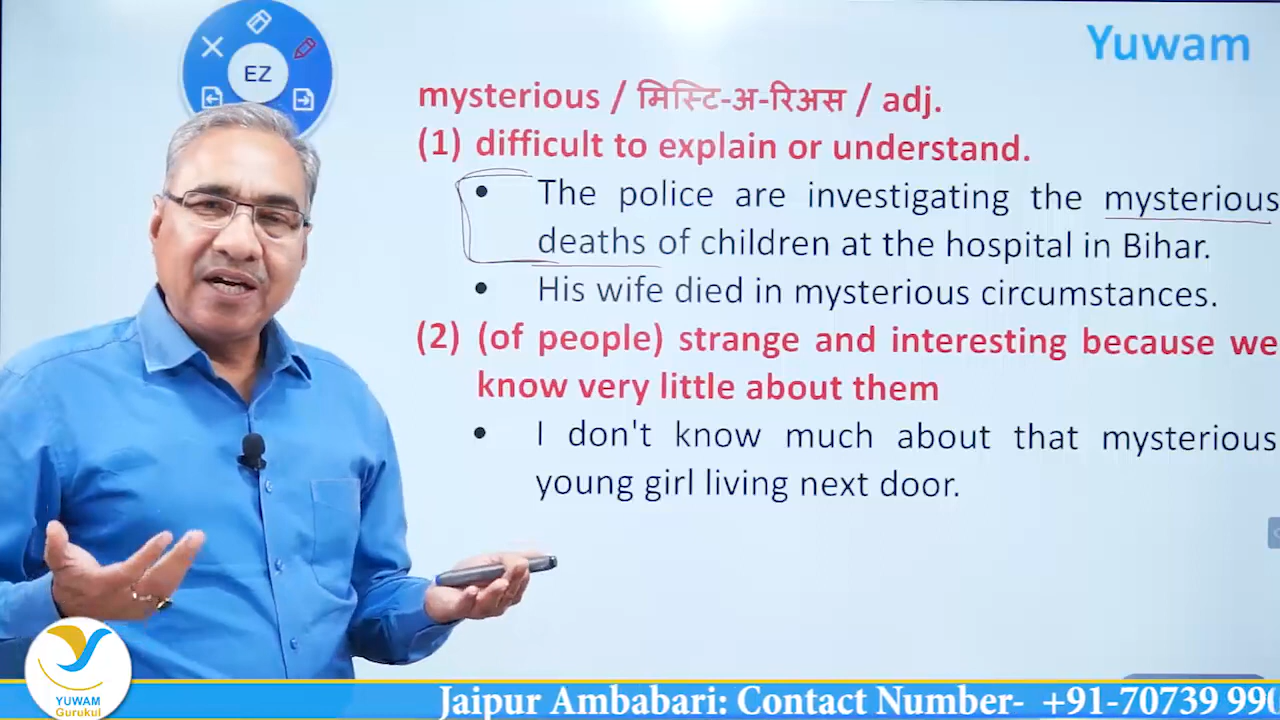 Yuwam
EZ
mysterious / मिस्टि-अ-रिअस / adj.
(1) difficult to explain or understand.
• The police are investigating the mysterious
deaths of children at the hospital in Bihar.
• His wife died in mysterious circumstances.
(2) (of people) strange and interesting because we
know very little about them
• I don't know much about that mysterious
young girl living next door.
YUWAM
Gurukul
Jaipur Ambabari: Contact Number- +91-70739 990